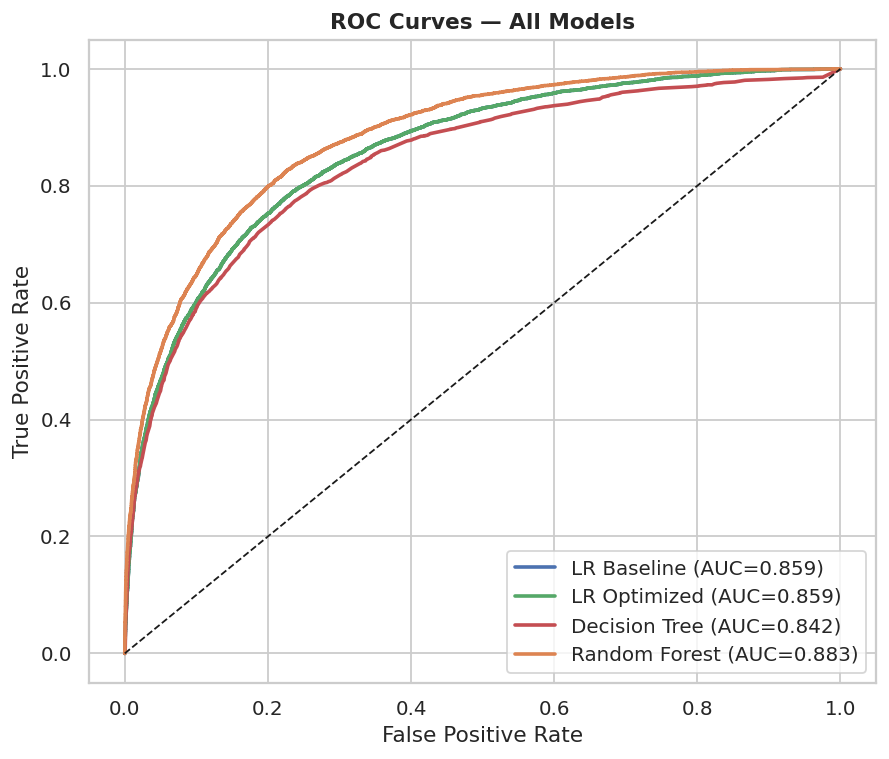 ROC Curves — All Models
True Positive Rate
1.0
0.8
0.6
0.4
0.2
0.0
LR Baseline (AUC=0.859)
LR Optimized (AUC=0.859)
Decision Tree (AUC=0.842)
Random Forest (AUC=0.883)
0.0 0.2 0.4 0.6 0.8 1.0
False Positive Rate